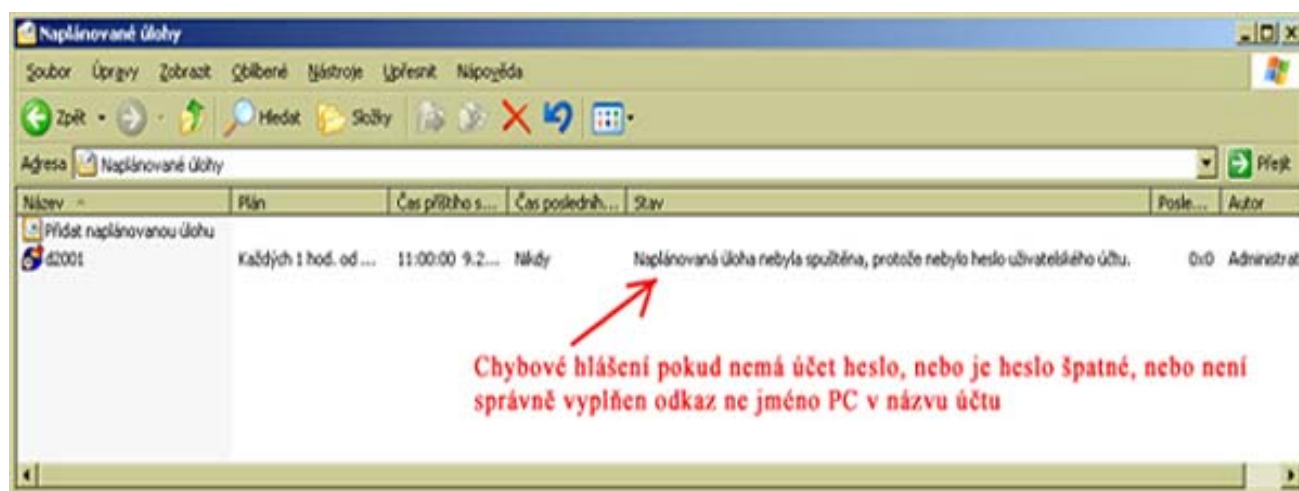 Naplánované úlohy
Soubor Úpravy Zobrazit Oblíbené Nástroje Upřesnit Nápověda
Zpět Hledat Složky
Adresa Naplánované úlohy Přejít
Název Plán Čas příštího s... Čas posledníh... Stav Posle... Autor
Přidat naplánovanou úlohu
d2001 Každých 1 hod. od ... 11:00:00 9.2... Nikdy Naplánovaná úloha nebyla spuštěna, protože nebylo heslo uživatelského účtu. 0x0 Administrat
Chybové hlášení pokud nemá účet heslo, nebo je heslo špatné, nebo není
správně vyplňen odkaz ne jméno PC v názvu účtu